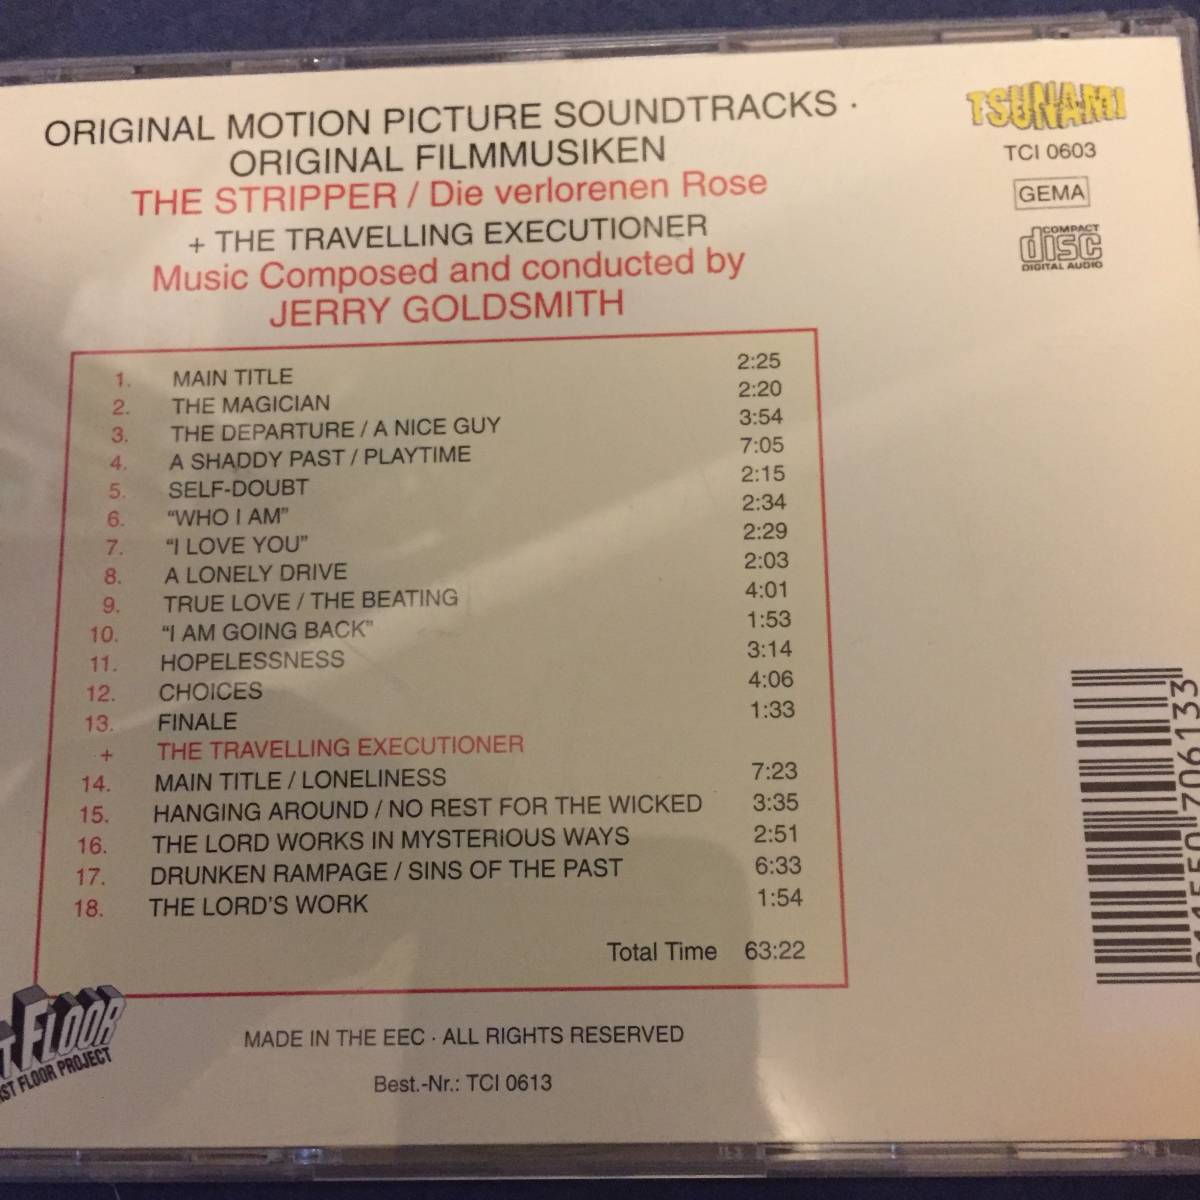 ORIGINAL MOTION PICTURE SOUNDTRACKS ·
ORIGINAL FILMMUSIKEN
THE STRIPPER / Die verlorenen Rose
+ THE TRAVELLING EXECUTIONER
Music Composed and conducted by
JERRY GOLDSMITH
TSUNAMI
TCI 0603
GEMA
COMPACT
disc
DIGITAL AUDIO
1. MAIN TITLE 2:25
2. THE MAGICIAN 2:20
3. THE DEPARTURE / A NICE GUY 3:54
4. A SHADDY PAST / PLAYTIME 7:05
5. SELF-DOUBT 2:15
6. “WHO I AM” 2:34
7. “I LOVE YOU” 2:29
8. A LONELY DRIVE 2:03
9. TRUE LOVE / THE BEATING 4:01
10. “I AM GOING BACK” 1:53
11. HOPELESSNESS 3:14
12. CHOICES 4:06
13. FINALE 1:33
+ THE TRAVELLING EXECUTIONER
14. MAIN TITLE / LONELINESS 7:23
15. HANGING AROUND / NO REST FOR THE WICKED 3:35
16. THE LORD WORKS IN MYSTERIOUS WAYS 2:51
17. DRUNKEN RAMPAGE / SINS OF THE PAST 6:33
18. THE LORD'S WORK 1:54
Total Time 63:22
FLOOR
FLOOR PROJECT
MADE IN THE EEC · ALL RIGHTS RESERVED
Best.-Nr.: TCI 0613
706133